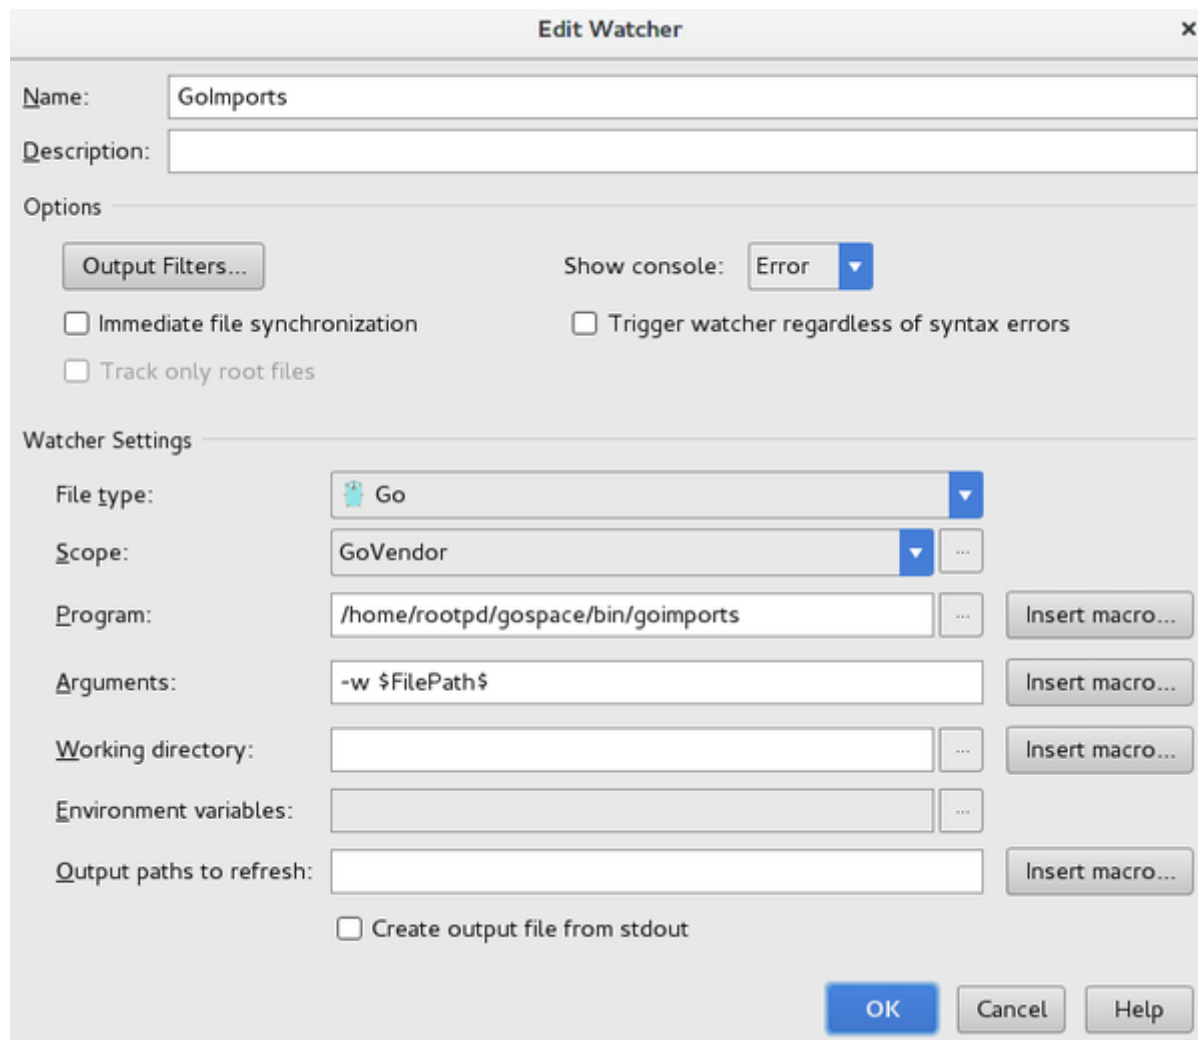 Edit Watcher
Name: GoImports
Description:
Options
Output Filters... Show console: Error
Immediate file synchronization Trigger watcher regardless of syntax errors
Track only root files
Watcher Settings
File type: Go
Scope: GoVendor ...
Program: /home/rootpd/gospace/bin/goimports ... Insert macro...
Arguments: -w $FilePath$ Insert macro...
Working directory: ... Insert macro...
Environment variables: ...
Output paths to refresh: Insert macro...
Create output file from stdout
OK Cancel Help